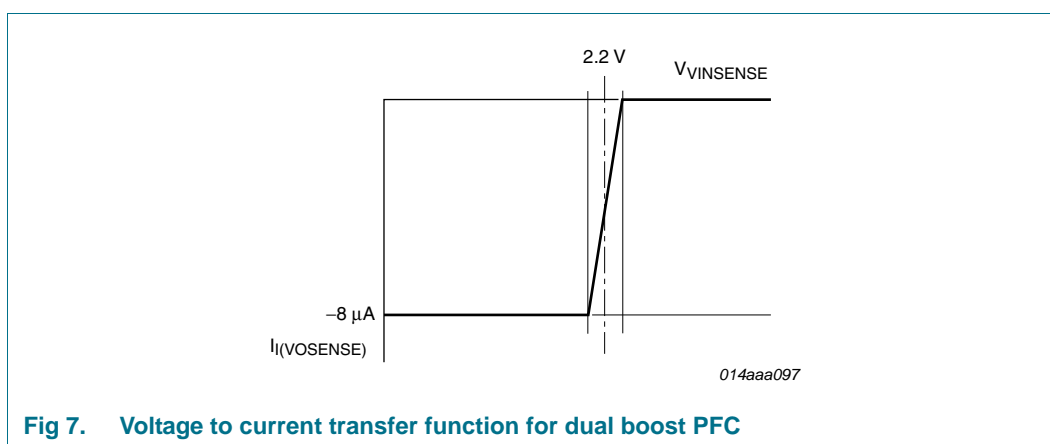 2.2 V
VVINSENSE
−8 μA
II(VOSENSE)
014aaa097
Fig 7. Voltage to current transfer function for dual boost PFC